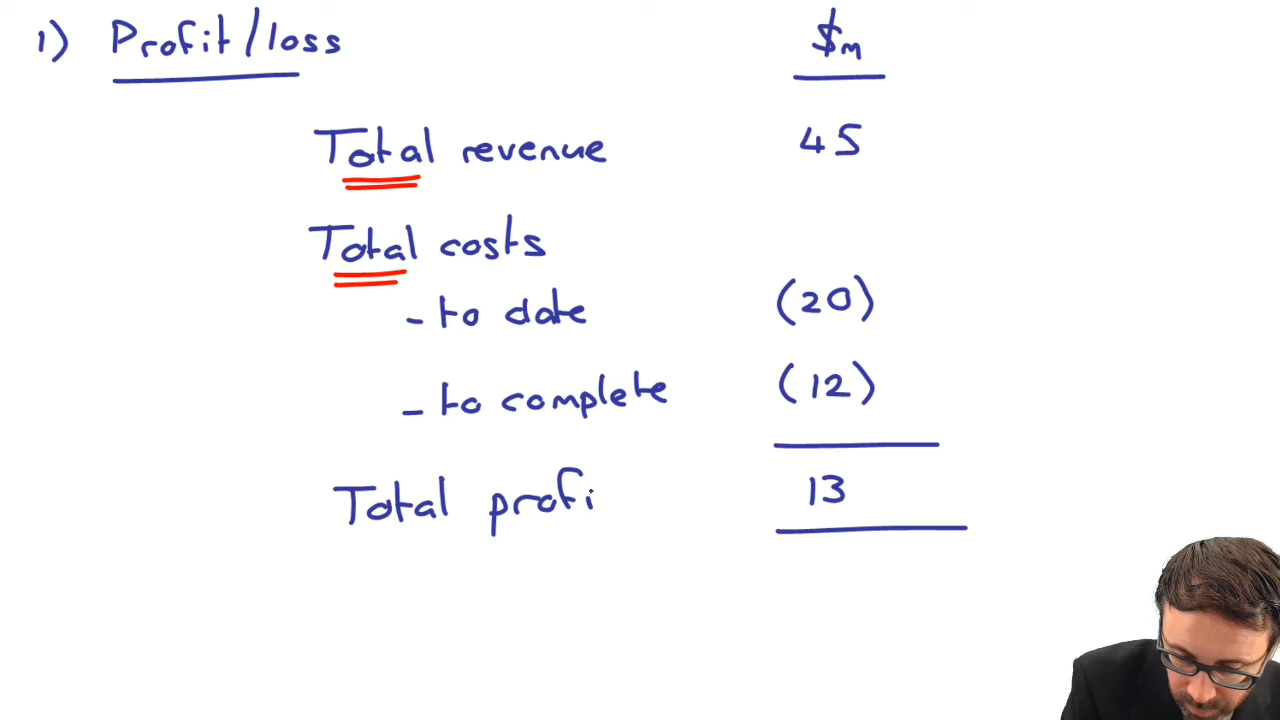 1) Profit/loss $m
Total revenue 45
Total costs
- to date (20)
- to complete (12)
Total profi 13